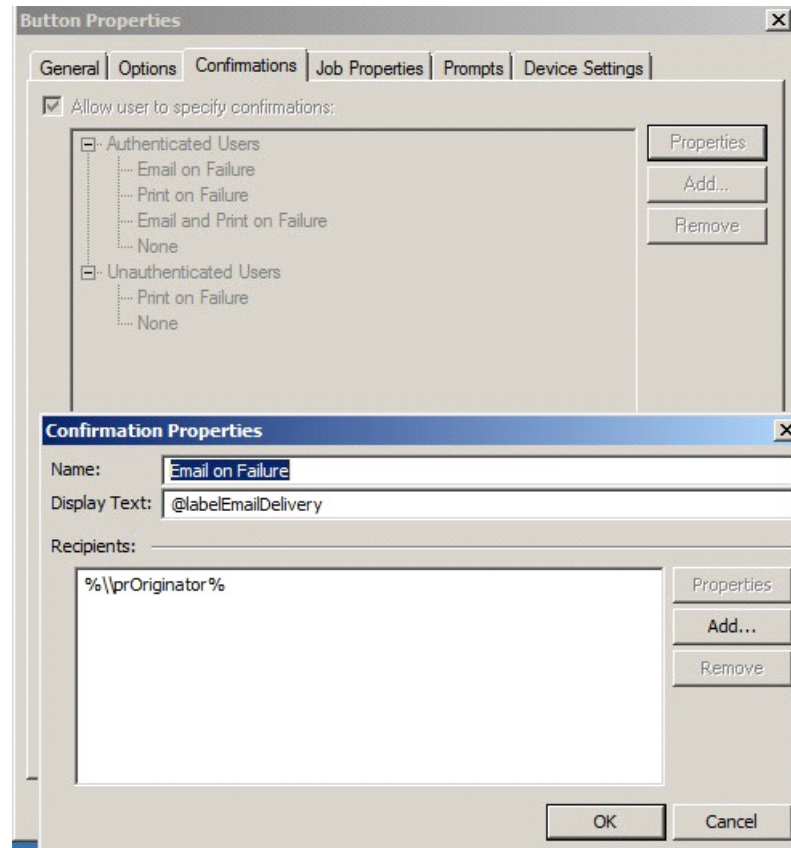 Button Properties
General Options Confirmations Job Properties Prompts Device Settings
Allow user to specify confirmations:
Authenticated Users
Email on Failure
Print on Failure
Email and Print on Failure
None
Unauthenticated Users
Print on Failure
None
Properties
Add...
Remove
Confirmation Properties
Name: Email on Failure
Display Text: @labelEmailDelivery
Recipients:
%\\prOriginator%
Properties
Add...
Remove
OK Cancel